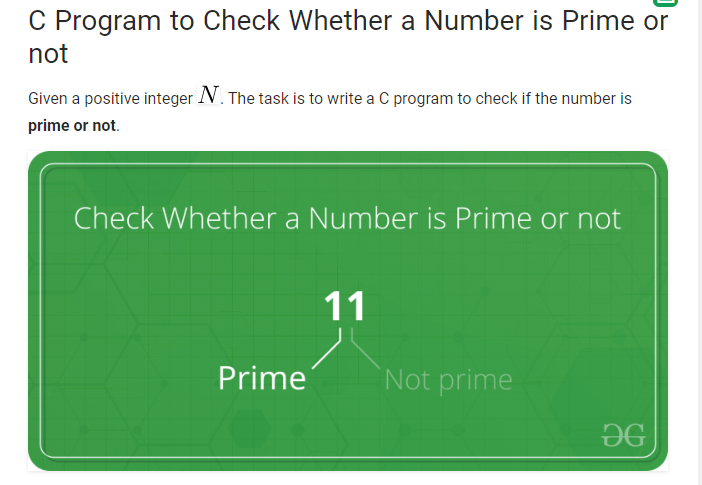 C Program to Check Whether a Number is Prime or
not
Given a positive integer N. The task is to write a C program to check if the number is
prime or not.
Check Whether a Number is Prime or not
11
Prime Not prime